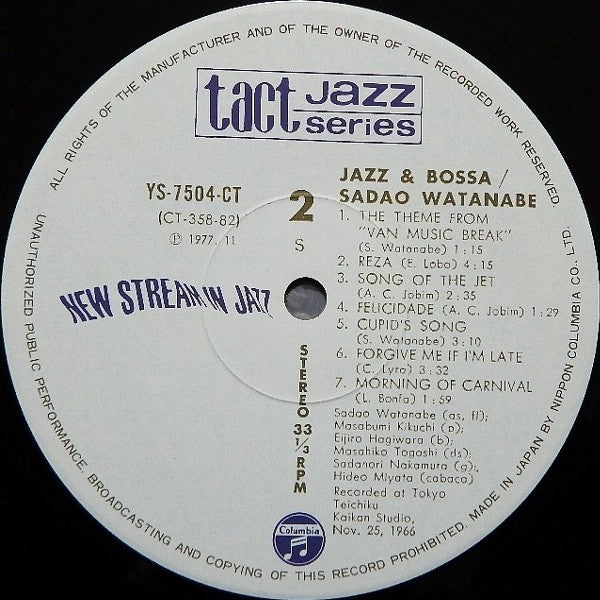 ALL RIGHTS OF THE MANUFACTURER AND OF THE OWNER OF THE RECORDED WORK RESERVED
tact jazz
series
YS-7504-CT
(CT-358-82)
Ⓟ 1977. 11
2
S
NEW STREAM IN JAZZ
JAZZ & BOSSA /
SADAO WATANABE
1. THE THEME FROM
"VAN MUSIC BREAK"
(S. Watanabe) 1:15
2. REZA (E. Lobo) 4:15
3. SONG OF THE JET
(A. C. Jobim) 2:35
4. FELICIDADE (A. C. Jobim) 1:29
5. CUPID'S SONG
(S. Watanabe) 3:10
6. FORGIVE ME IF I'M LATE
(C. Lyra) 3:32
7. MORNING OF CARNIVAL
(L. Bonfa) 1:59
Sadao Watanabe (as, fl);
Masabumi Kikuchi (p);
Eijiro Hagiwara (b);
Masahiko Togashi (ds);
Sadanori Nakamura (g);
Hideo Miyata (cabaco)
Recorded at Tokyo
Teichiku
Kaikan Studio,
Nov. 25, 1966
STEREO 33 1/3 RPM
Columbia
UNAUTHORIZED PUBLIC PERFORMANCE, BROADCASTING AND COPYING OF THIS RECORD PROHIBITED. MADE IN JAPAN BY NIPPON COLUMBIA CO., LTD.